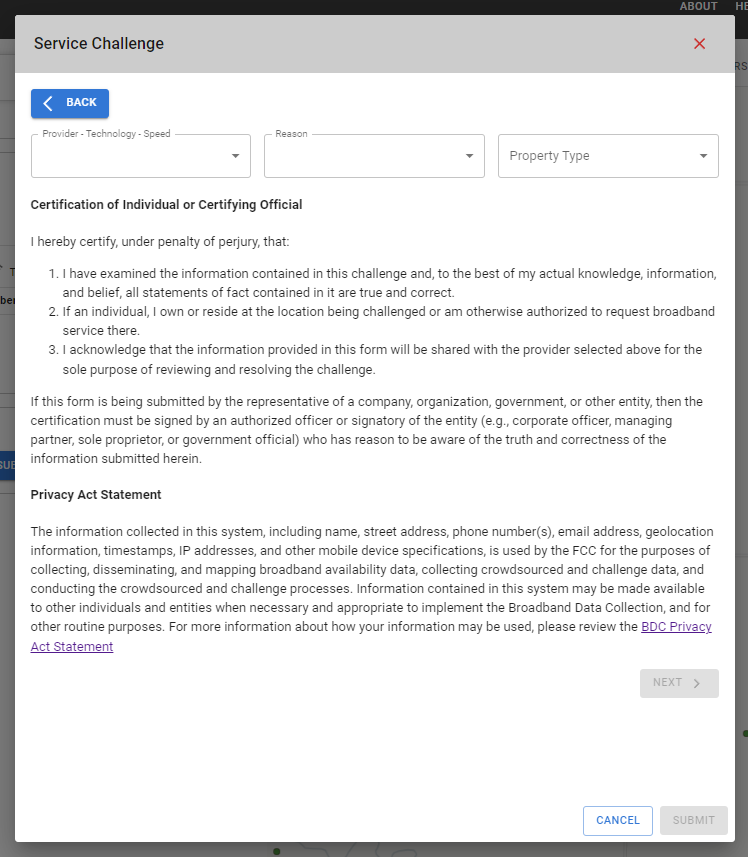 ABOUT
Service Challenge
BACK
Provider - Technology - Speed
Reason
Property Type
Certification of Individual or Certifying Official
I hereby certify, under penalty of perjury, that:
1. I have examined the information contained in this challenge and, to the best of my actual knowledge, information,
and belief, all statements of fact contained in it are true and correct.
2. If an individual, I own or reside at the location being challenged or am otherwise authorized to request broadband
service there.
3. I acknowledge that the information provided in this form will be shared with the provider selected above for the
sole purpose of reviewing and resolving the challenge.
If this form is being submitted by the representative of a company, organization, government, or other entity, then the
certification must be signed by an authorized officer or signatory of the entity (e.g., corporate officer, managing
partner, sole proprietor, or government official) who has reason to be aware of the truth and correctness of the
information submitted herein.
Privacy Act Statement
The information collected in this system, including name, street address, phone number(s), email address, geolocation
information, timestamps, IP addresses, and other mobile device specifications, is used by the FCC for the purposes of
collecting, disseminating, and mapping broadband availability data, collecting crowdsourced and challenge data, and
conducting the crowdsourced and challenge processes. Information contained in this system may be made available
to other individuals and entities when necessary and appropriate to implement the Broadband Data Collection, and for
other routine purposes. For more information about how your information may be used, please review the BDC Privacy
Act Statement
NEXT
CANCEL
SUBMIT